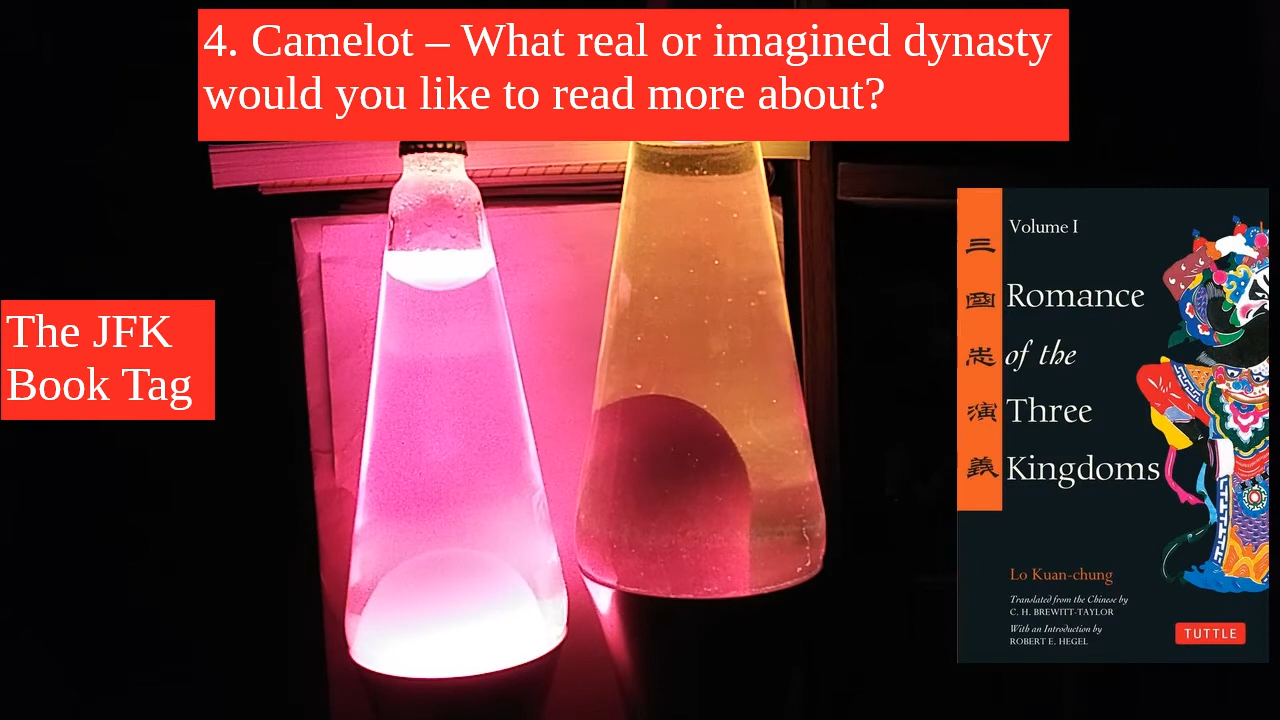 4. Camelot – What real or imagined dynasty
would you like to read more about?
The JFK
Book Tag
三國志演義
Volume I
Romance
of the
Three
Kingdoms
Lo Kuan-chung
Translated from the Chinese by
C. H. BREWITT-TAYLOR
With an Introduction by
ROBERT E. HEGEL
TUTTLE